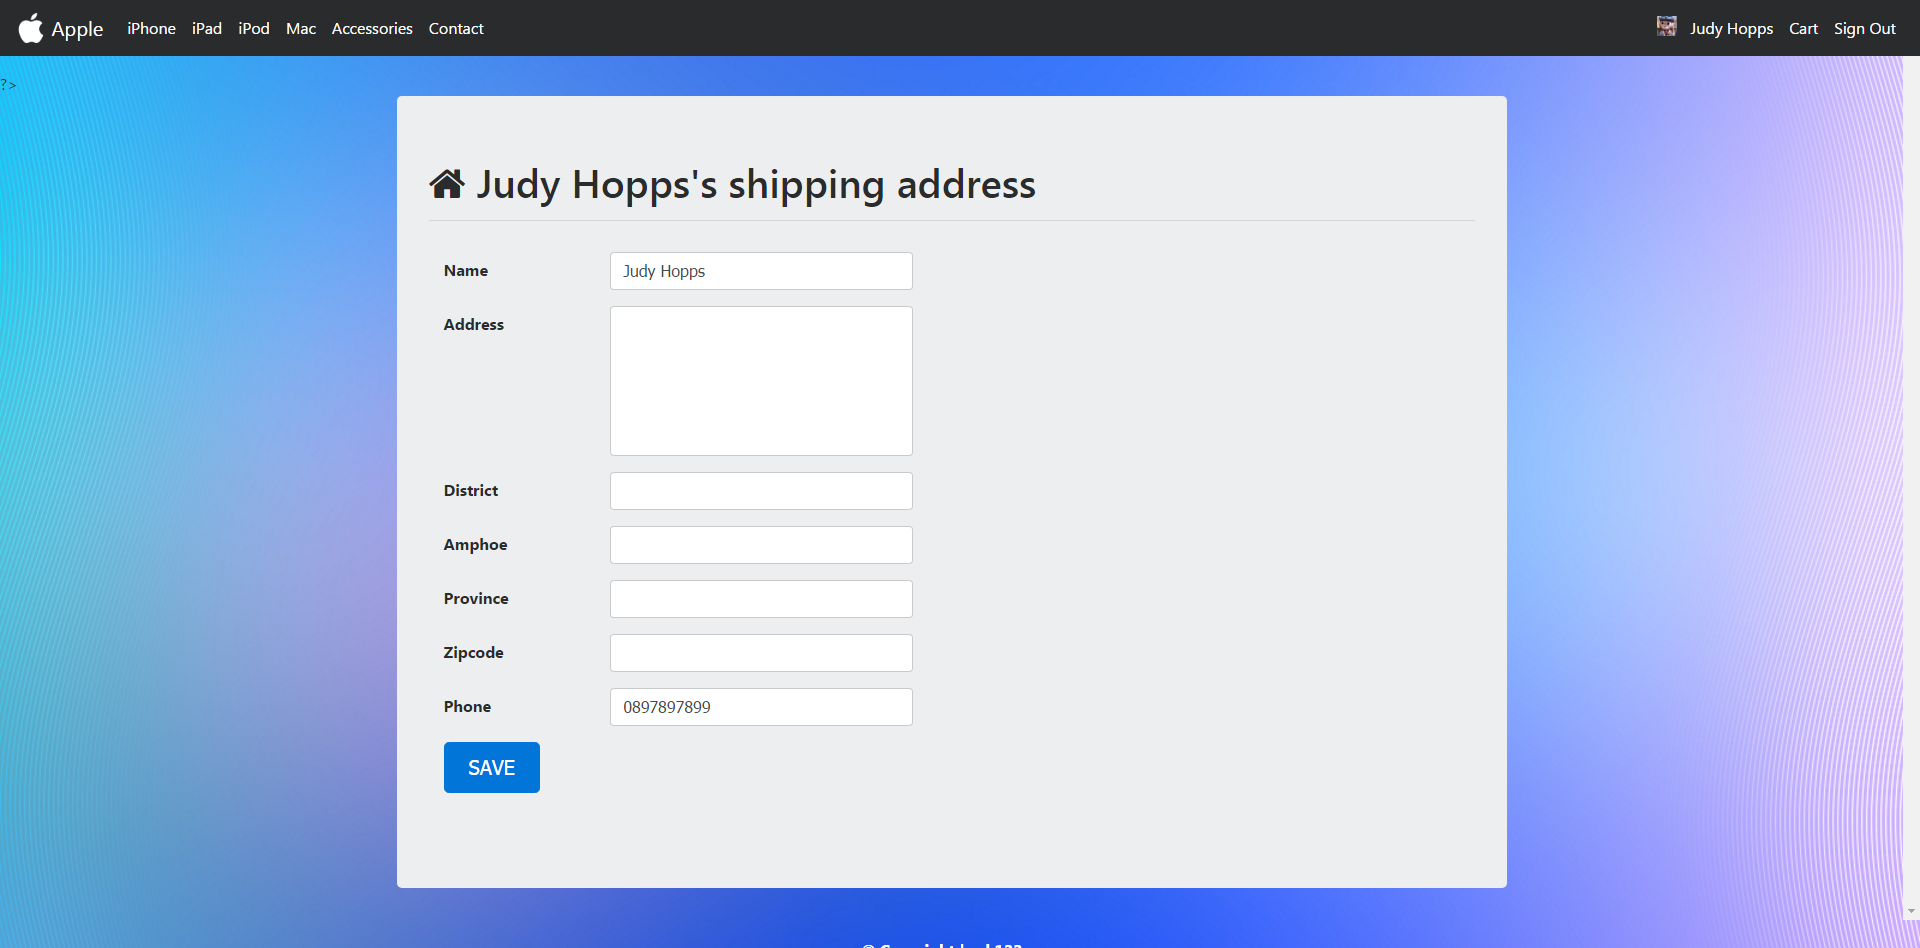 Apple iPhone iPad iPod Mac Accessories Contact Judy Hopps Cart Sign Out
?>
Judy Hopps's shipping address
Name Judy Hopps
Address
District
Amphoe
Province
Zipcode
Phone 0897897899
SAVE